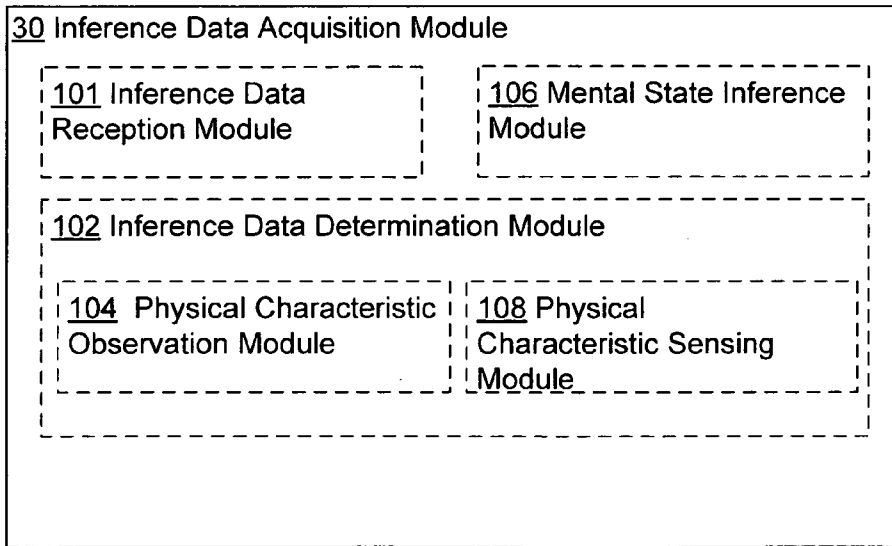 30 Inference Data Acquisition Module
101 Inference Data
Reception Module
106 Mental State Inference
Module
102 Inference Data Determination Module
104 Physical Characteristic
Observation Module
108 Physical
Characteristic Sensing
Module